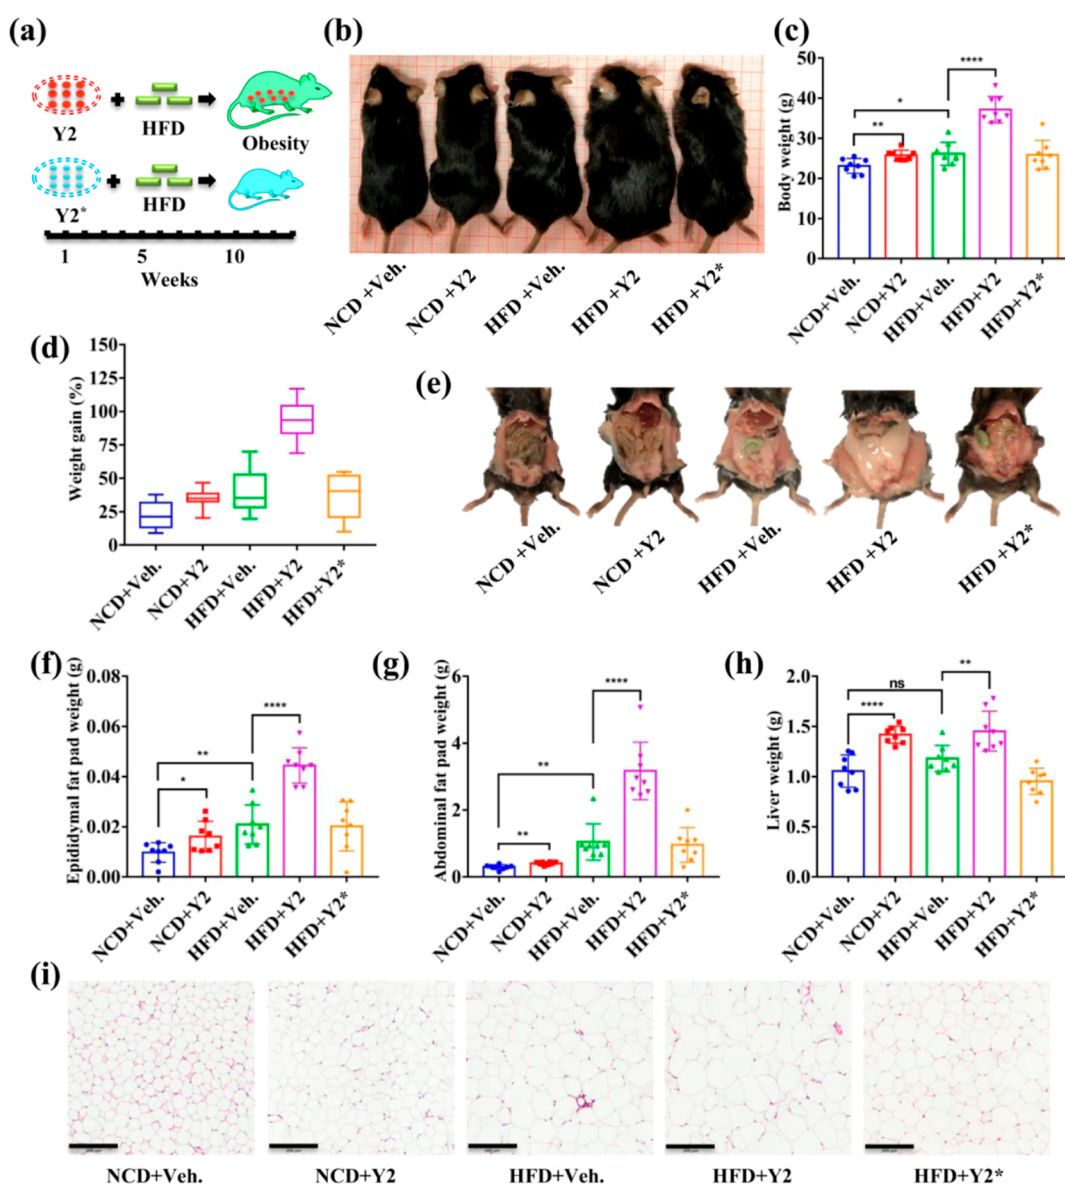 (a)
Y2
+
HFD
Obesity
Y2*
+
HFD
1
5
10
Weeks
(b)
NCD +Veh.
NCD +Y2
HFD +Veh.
HFD +Y2
HFD +Y2*
(c)
Body weight (g)
50
40
30
20
10
0
*
**
****
NCD+Veh.
NCD+Y2
HFD+Veh.
HFD+Y2
HFD+Y2*
(d)
Weight gain (%)
150
125
100
75
50
25
0
NCD+Veh.
NCD+Y2
HFD+Veh.
HFD+Y2
HFD+Y2*
(e)
NCD +Veh.
NCD +Y2
HFD +Veh.
HFD +Y2
HFD +Y2*
(f)
Epididymal fat pad weight (g)
0.08
0.06
0.04
0.02
0.00
****
**
*
NCD+Veh.
NCD+Y2
HFD+Veh.
HFD+Y2
HFD+Y2*
(g)
Abdominal fat pad weight (g)
6
4
2
0
****
**
**
NCD+Veh.
NCD+Y2
HFD+Veh.
HFD+Y2
HFD+Y2*
(h)
Liver weight (g)
2.0
1.5
1.0
0.5
0.0
ns
**
****
NCD+Veh.
NCD+Y2
HFD+Veh.
HFD+Y2
HFD+Y2*
(i)
NCD+Veh.
NCD+Y2
HFD+Veh.
HFD+Y2
HFD+Y2*